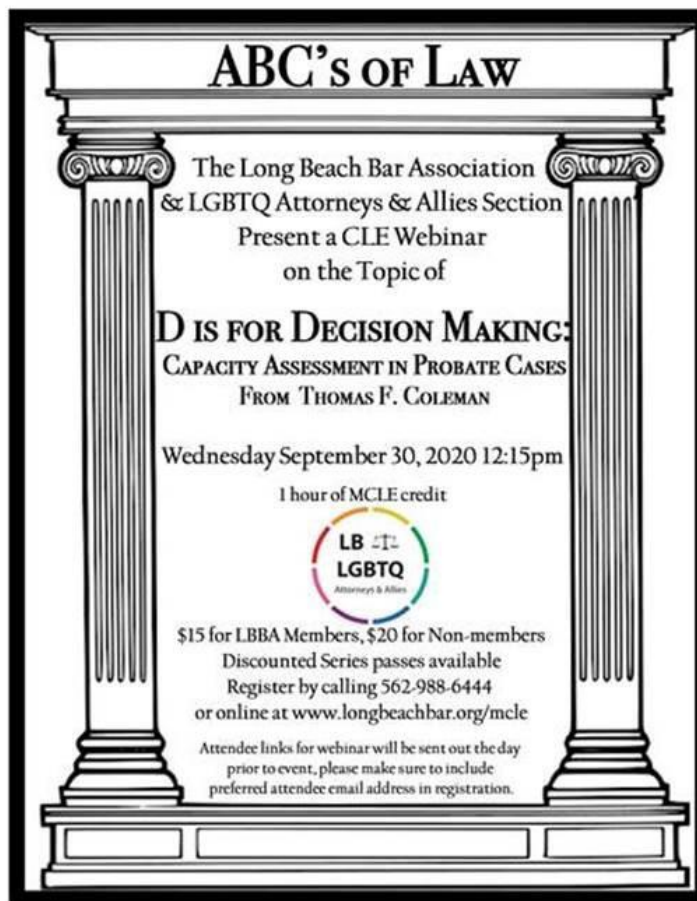 ABC's of Law
The Long Beach Bar Association
& LGBTQ Attorneys & Allies Section
Present a CLE Webinar
on the Topic of
D is for Decision Making:
Capacity Assessment in Probate Cases
From Thomas F. Coleman
Wednesday September 30, 2020 12:15pm
1 hour of MCLE credit
LB
LGBTQ
Attorneys & Allies
$15 for LBBA Members, $20 for Non-members
Discounted Series passes available
Register by calling 562-988-6444
or online at www.longbeachbar.org/mcle
Attendee links for webinar will be sent out the day
prior to event, please make sure to include
preferred attendee email address in registration.